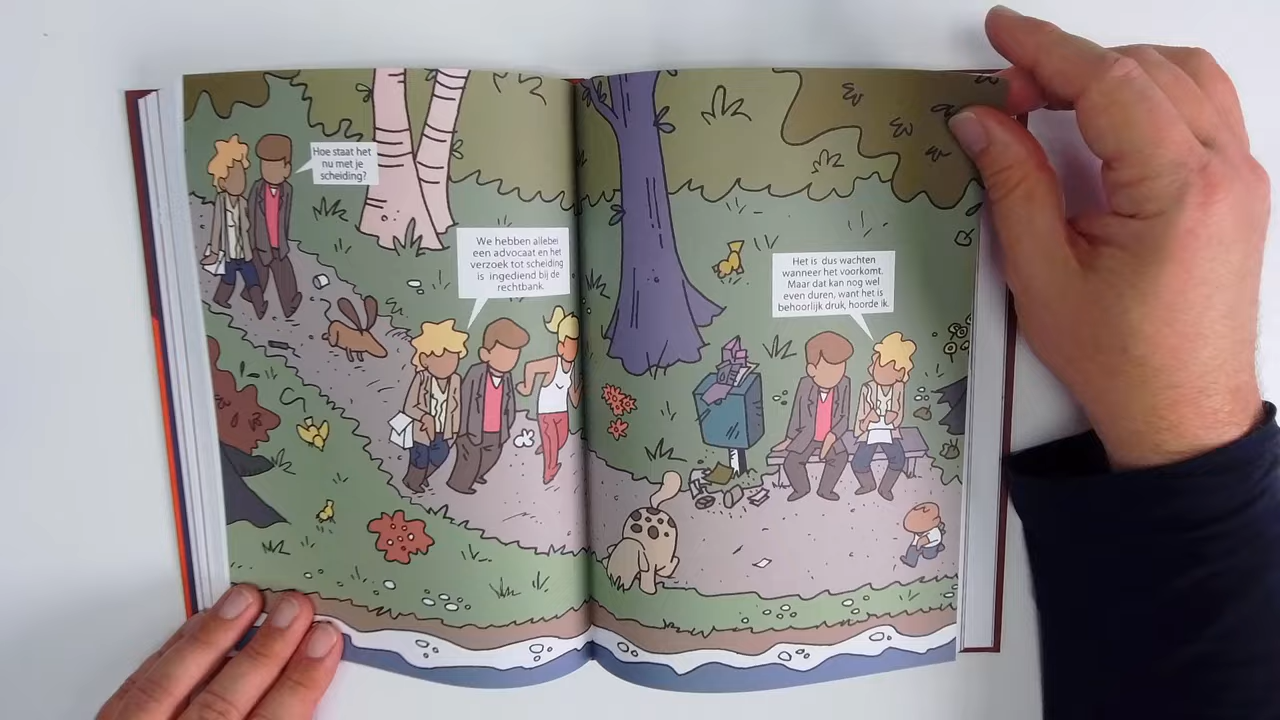 Hoe staat het
nu met je
scheiding?
We hebben allebei
een advocaat en het
verzoek tot scheiding
is ingediend bij de
rechtbank.
Het is dus wachten
wanneer het voorkomt.
Maar dat kan nog wel
even duren, want het is
behoorlijk druk, hoorde ik.